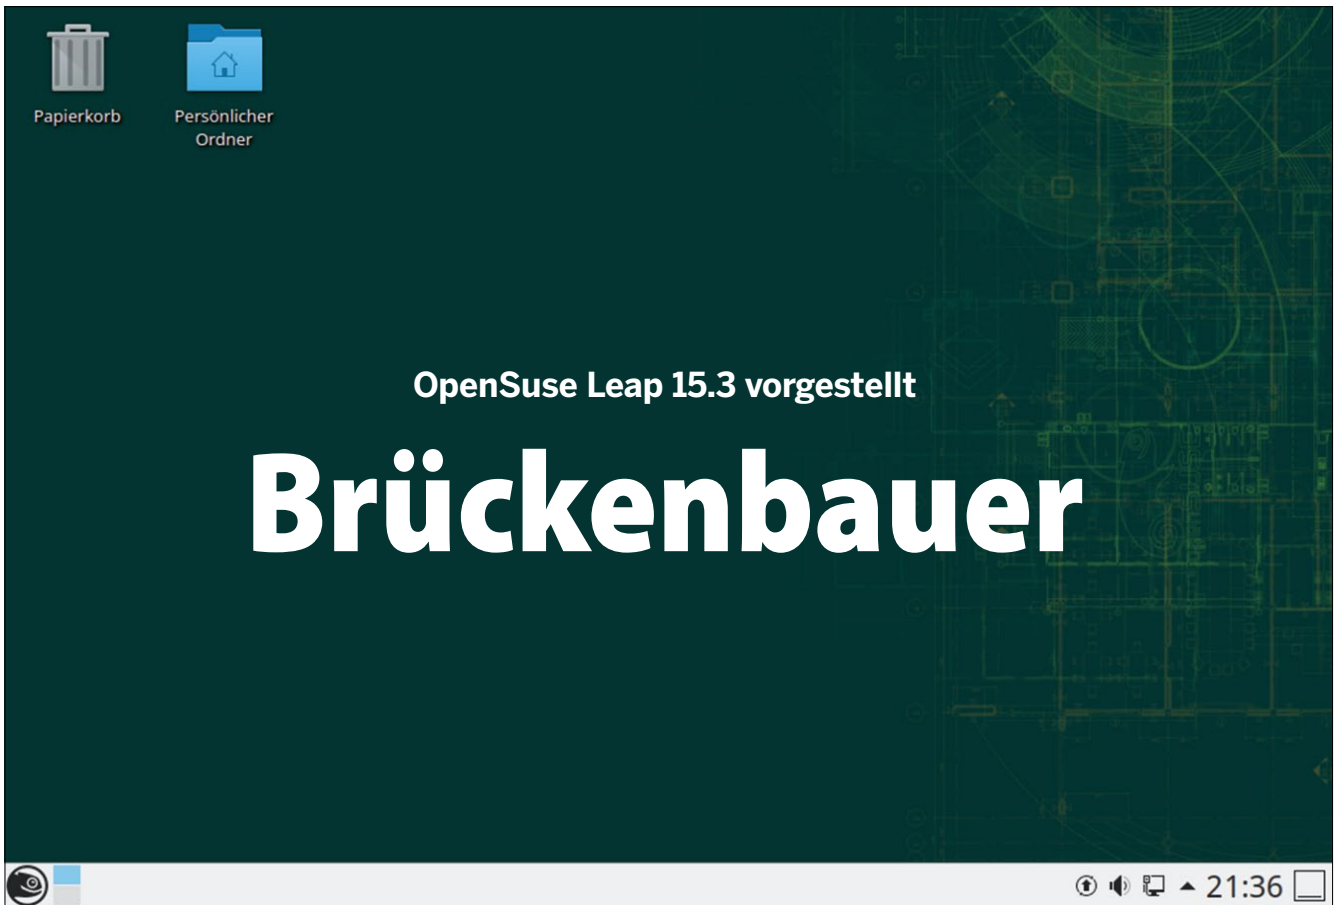 Papierkorb
Persönlicher
Ordner
OpenSuse Leap 15.3 vorgestellt
Brückenbauer
21:36